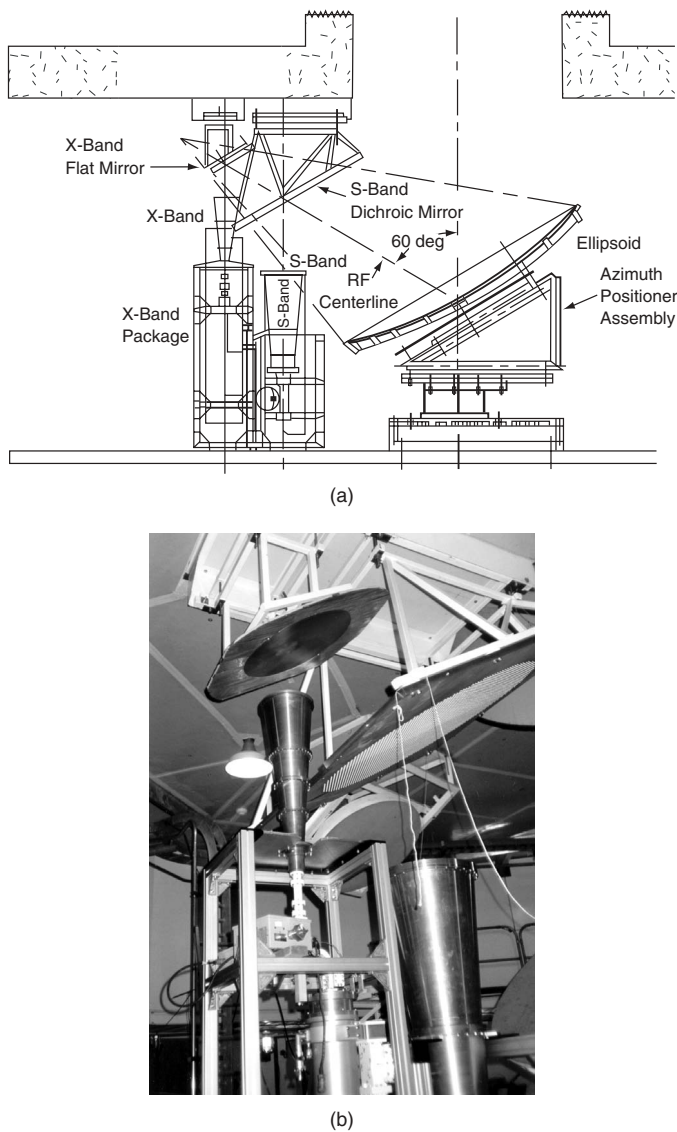 X-Band
Flat Mirror
X-Band
S-Band
Dichroic Mirror
60 deg
Ellipsoid
S-Band
RF
Centerline
S-Band
Azimuth
Positioner
Assembly
X-Band
Package
(a)
(b)